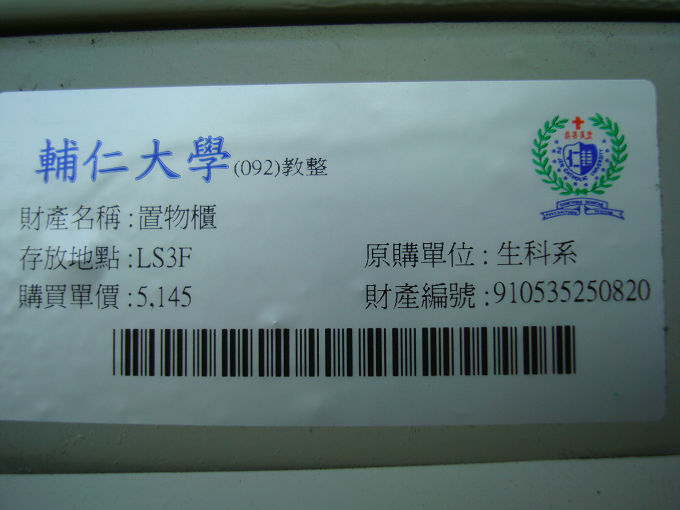 輔仁大學(092)教整
財產名稱:置物櫃
存放地點:LS3F
原購單位:生科系
購買單價:5,145
財產編號:910535250820